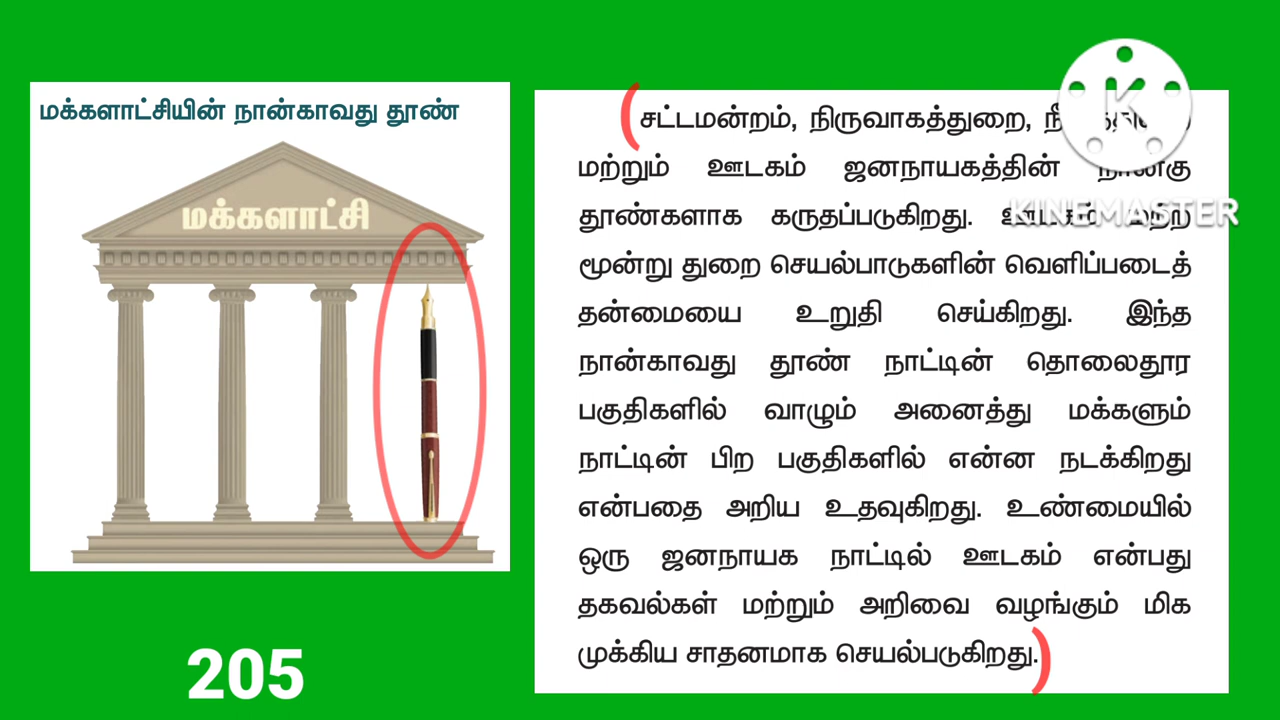 மக்களாட்சியின் நான்காவது தூண்
மக்களாட்சி
205
சட்டமன்றம், நிருவாகத்துறை,
மற்றும் ஊடகம் ஜனநாயகத்தின் நான்கு
தூண்களாக கருதப்படுகிறது. ஊடகம் மற்ற
மூன்று துறை செயல்பாடுகளின் வெளிப்படைத்
தன்மையை உறுதி செய்கிறது. இந்த
நான்காவது தூண் நாட்டின் தொலைதூர
பகுதிகளில் வாழும் அனைத்து மக்களும்
நாட்டின் பிற பகுதிகளில் என்ன நடக்கிறது
என்பதை அறிய உதவுகிறது. உண்மையில்
ஒரு ஜனநாயக நாட்டில் ஊடகம் என்பது
தகவல்கள் மற்றும் அறிவை வழங்கும் மிக
முக்கிய சாதனமாக செயல்படுகிறது.
K
KINEMASTER